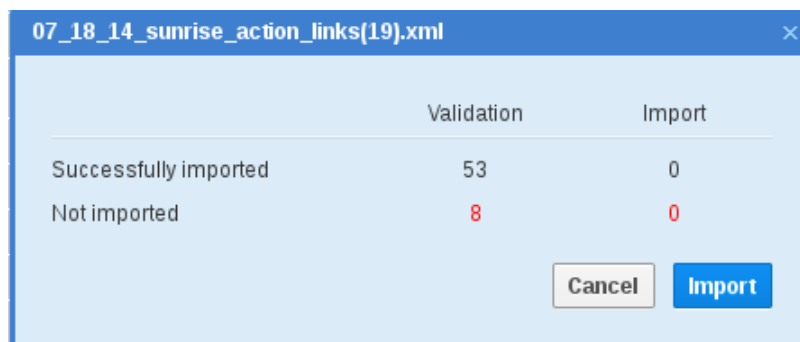 07_18_14_sunrise_action_links(19).xml ×
Validation Import
Successfully imported 53 0
Not imported 8 0
Cancel Import